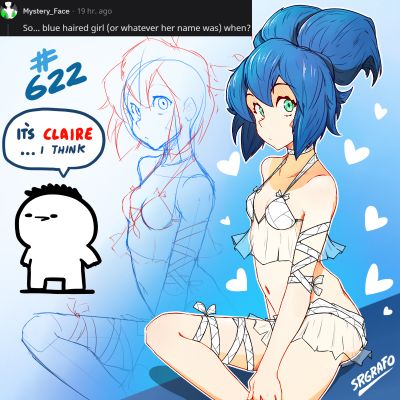 Mystery_Face · 19 hr. ago
So... blue haired girl (or whatever her name was) when?
#622
IT'S CLAIRE
... I THINK
SRGRAFO